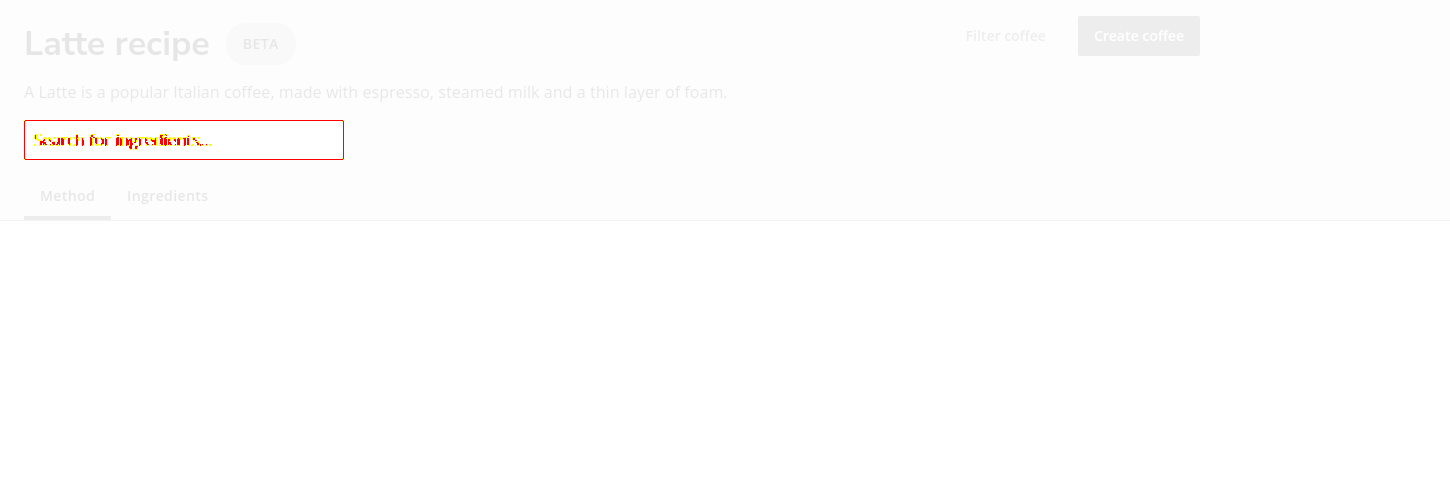 Latte recipe BETA
Filter coffee Create coffee
A Latte is a popular Italian coffee, made with espresso, steamed milk and a thin layer of foam.
Search for ingredients...
Method Ingredients